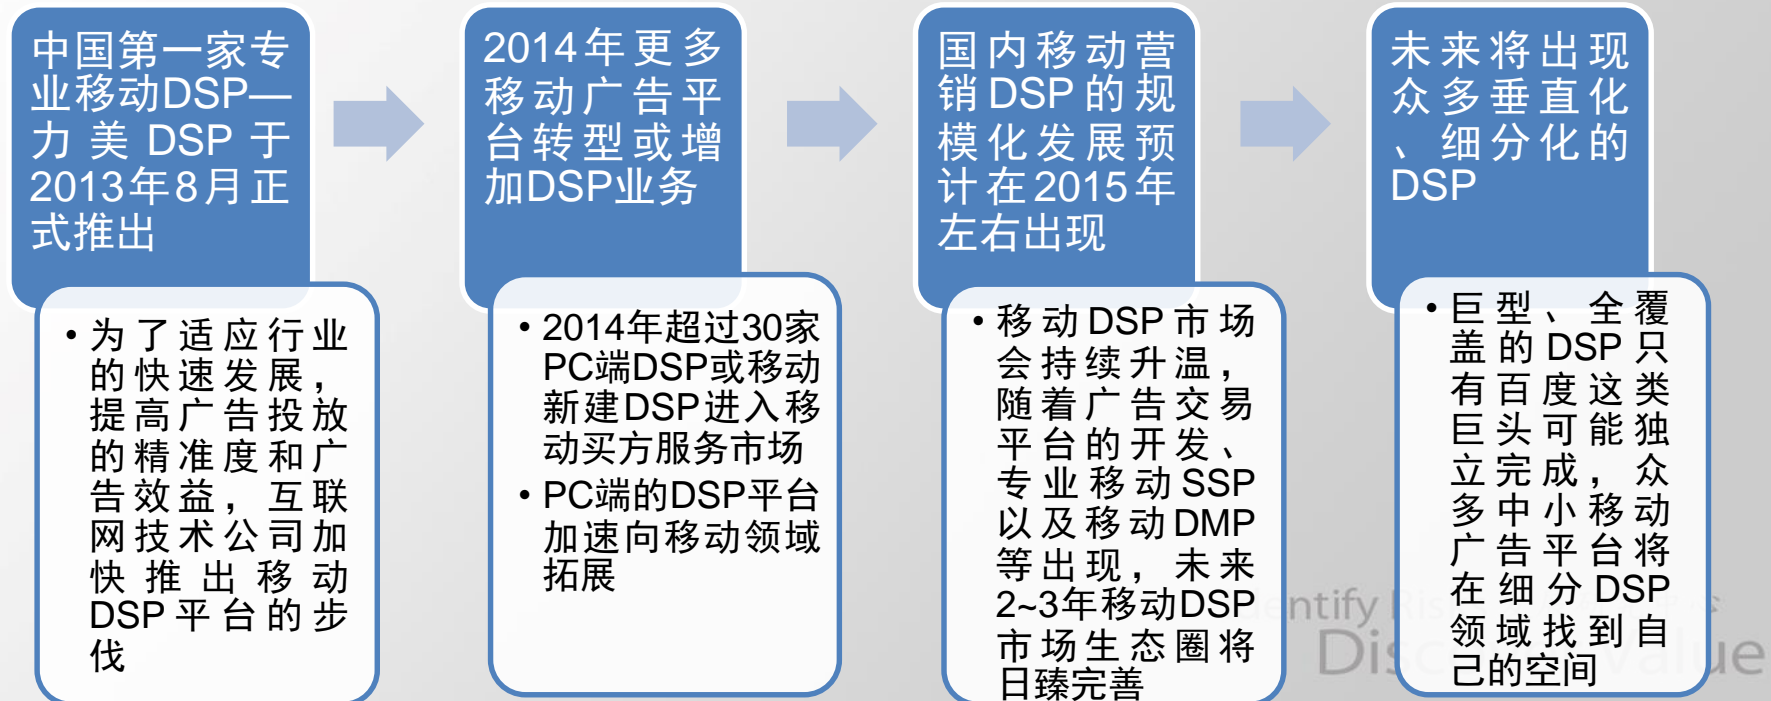 中国第一家专
业移动DSP—
力美DSP于
2013年8月正
式推出
• 为了适应行业
的快速发展，
提高广告投放
的精准度和广
告效益，互联
网技术公司加
快推出移动
DSP平台的步
伐
2014年更多
移动广告平
台转型或增
加DSP业务
• 2014年超过30家
PC端DSP或移动
新建DSP进入移
动买方服务市场
• PC端的DSP平台
加速向移动领域
拓展
国内移动营
销DSP的规
模化发展预
计在2015年
左右出现
• 移动DSP市场
会持续升温，
随着广告交易
平台的开发、
专业移动SSP
以及移动DMP
等出现，未来
2~3年移动DSP
市场生态圈将
日臻完善
未来将出现
众多垂直化
、细分化的
DSP
• 巨型、全覆
盖的DSP只
有百度这类
巨头可能独
立完成，众
多中小移动
广告平台将
在细分DSP
领域找到自
己的空间